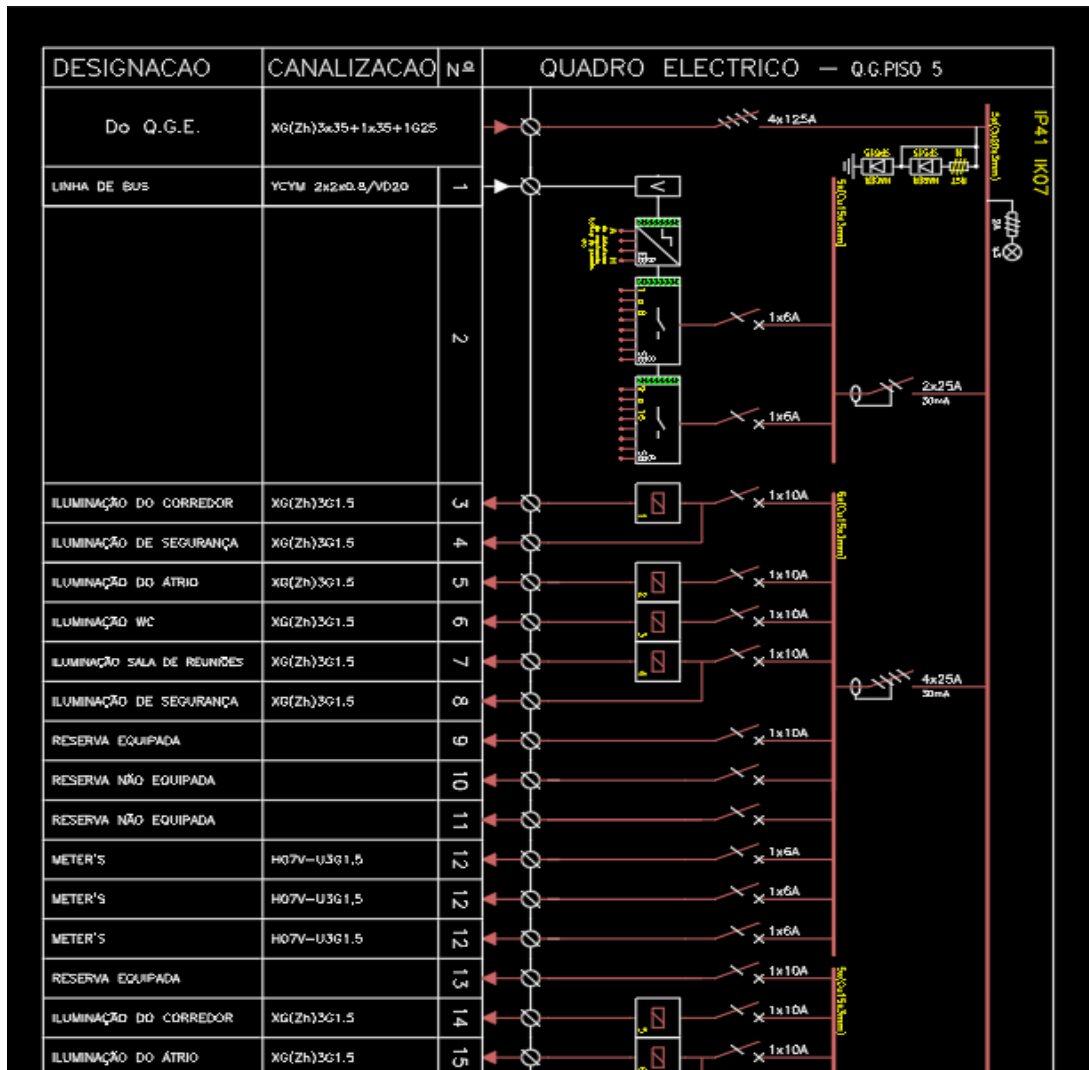 DESIGNACAO CANALIZACAO Nº QUADRO ELECTRICO — Q.G.PISO 5
Do Q.G.E. XG(Zh)3x35+1x35+1G25 4x125A
IP41 IK07
LINHA DE BUS YCYM 2x2x0.8/VD20 1
2
1x6A
2x25A
30mA
1x6A
ILUMINAÇÃO DO CORREDOR XG(Zh)3G1.5 3 1 1x10A
ILUMINAÇÃO DE SEGURANÇA XG(Zh)3G1.5 4
ILUMINAÇÃO DO ÁTRIO XG(Zh)3G1.5 5 2 1x10A
ILUMINAÇÃO WC XG(Zh)3G1.5 6 3 1x10A
ILUMINAÇÃO SALA DE REUNIÕES XG(Zh)3G1.5 7 4 1x10A
4x25A
30mA
ILUMINAÇÃO DE SEGURANÇA XG(Zh)3G1.5 8
RESERVA EQUIPADA 9 1x10A
RESERVA NÃO EQUIPADA 10
RESERVA NÃO EQUIPADA 11
METER'S H07V-U3G1,5 12 1x6A
METER'S H07V-U3G1,5 12 1x6A
METER'S H07V-U3G1.5 12 1x6A
RESERVA EQUIPADA 13 1x10A
ILUMINAÇÃO DO CORREDOR XG(Zh)3G1.5 14 5 1x10A
ILUMINAÇÃO DO ÁTRIO XG(Zh)3G1.5 15 1x10A